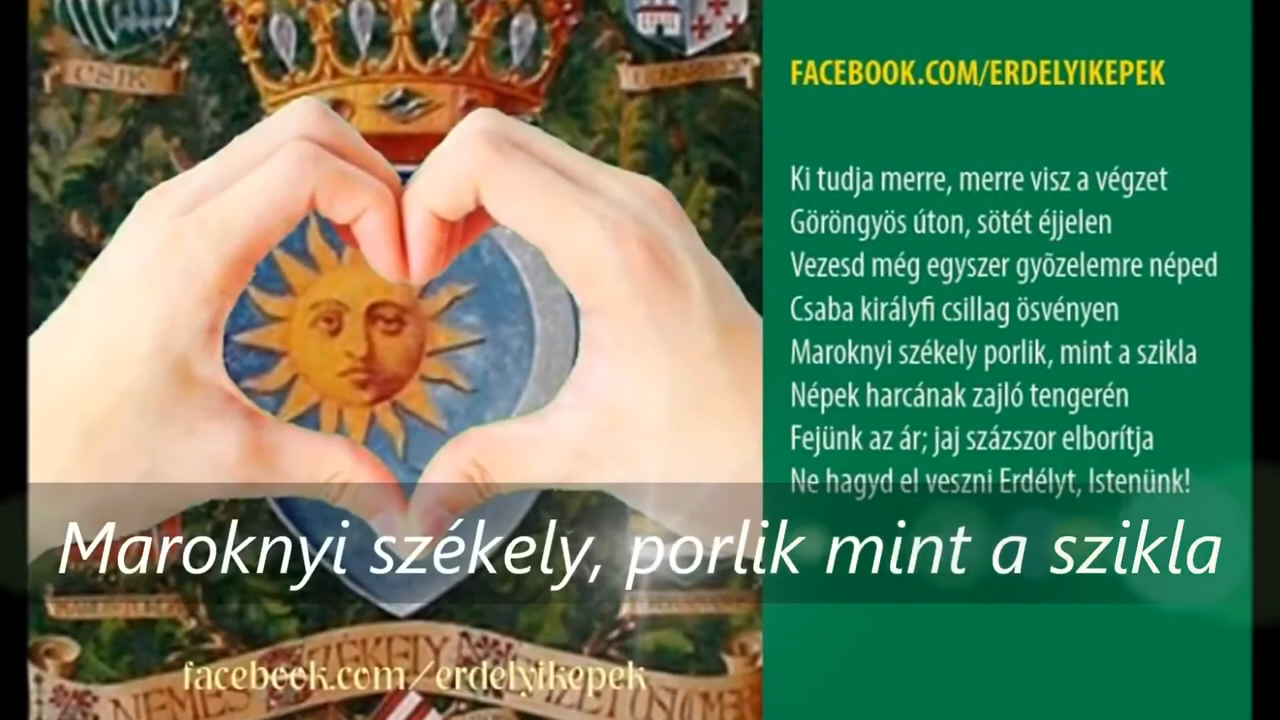 CSIK
FACEBOOK.COM/ERDELYIKEPEK
Ki tudja merre, merre visz a végzet
Göröngyös úton, sötét éjjelen
Vezesd még egyszer gyõzelemre néped
Csaba királyfi csillag ösvényen
Maroknyi székely porlik, mint a szikla
Népek harcának zajló tengerén
Fejünk az ár; jaj százszor elborítja
Ne hagyd el veszni Erdélyt, Istenünk!
Maroknyi székely, porlik mint a szikla
SZÉKELY
facebook.com/erdelyikepek
NEMES